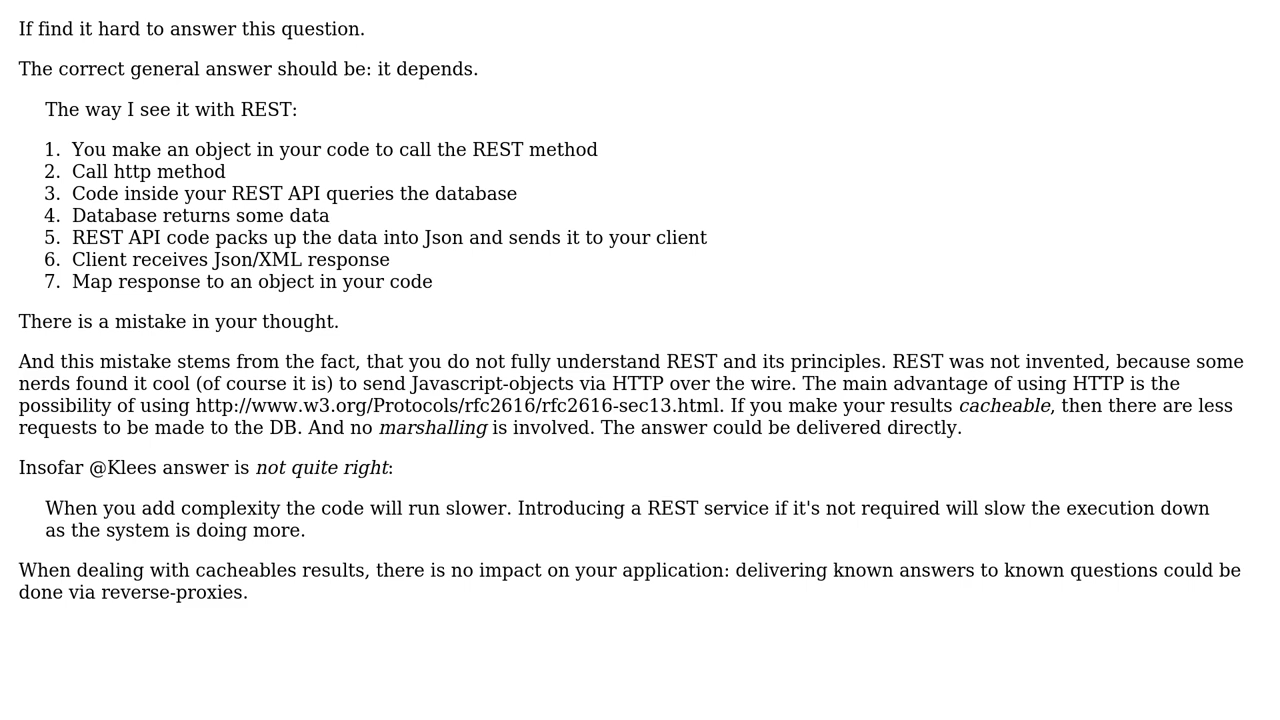 If find it hard to answer this question.
The correct general answer should be: it depends.
The way I see it with REST:
1. You make an object in your code to call the REST method
2. Call http method
3. Code inside your REST API queries the database
4. Database returns some data
5. REST API code packs up the data into Json and sends it to your client
6. Client receives Json/XML response
7. Map response to an object in your code
There is a mistake in your thought.
And this mistake stems from the fact, that you do not fully understand REST and its principles. REST was not invented, because some
nerds found it cool (of course it is) to send Javascript-objects via HTTP over the wire. The main advantage of using HTTP is the
possibility of using http://www.w3.org/Protocols/rfc2616/rfc2616-sec13.html. If you make your results cacheable, then there are less
requests to be made to the DB. And no marshalling is involved. The answer could be delivered directly.
Insofar @Klees answer is not quite right:
When you add complexity the code will run slower. Introducing a REST service if it's not required will slow the execution down
as the system is doing more.
When dealing with cacheables results, there is no impact on your application: delivering known answers to known questions could be
done via reverse-proxies.